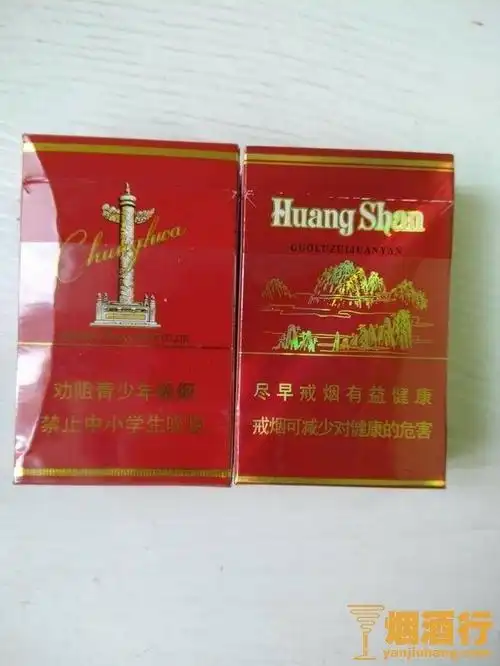 Chunghwa
劝阻青少年吸烟
禁止中小学生吸烟
Huang Shan
GUOBUZUIJUANYAN
尽早戒烟有益健康
戒烟可减少对健康的危害
烟酒行
yanjiuhang.com